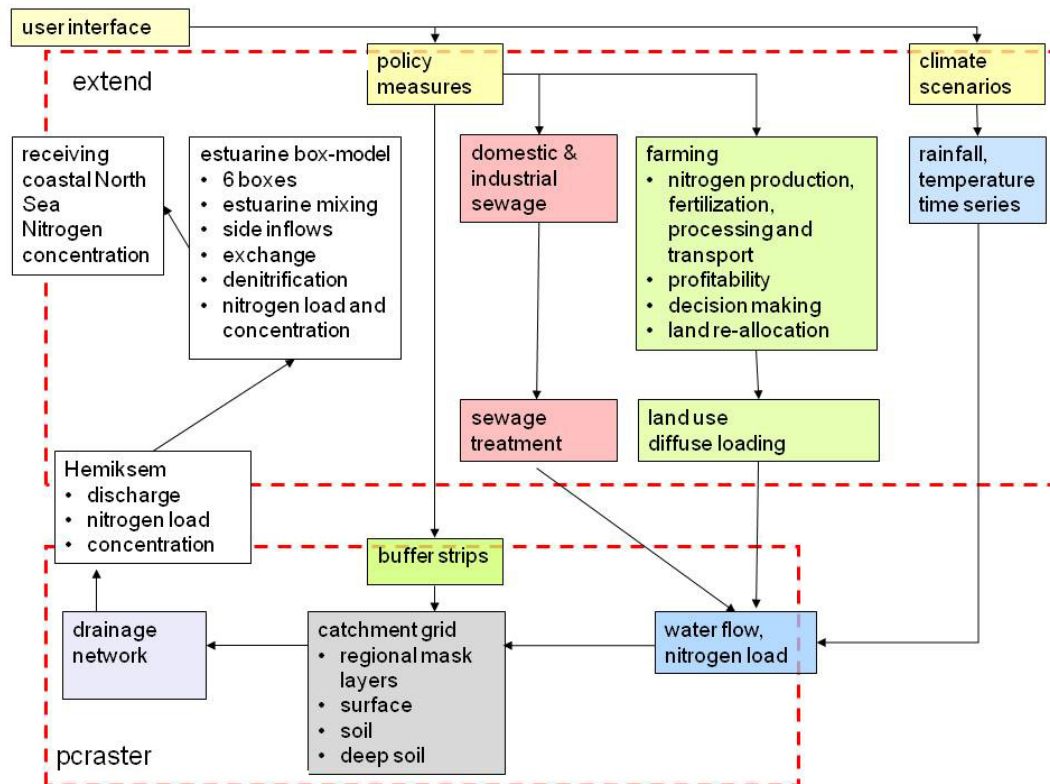 user interface
extend
policy
measures
climate
scenarios
receiving
coastal North
Sea
Nitrogen
concentration
estuarine box-model
• 6 boxes
• estuarine mixing
• side inflows
• exchange
• denitrification
• nitrogen load and
concentration
domestic &
industrial
sewage
farming
• nitrogen production,
fertilization,
processing and
transport
• profitability
• decision making
• land re-allocation
rainfall,
temperature
time series
sewage
treatment
land use
diffuse loading
Hemiksem
• discharge
• nitrogen load
• concentration
buffer strips
drainage
network
catchment grid
• regional mask
layers
• surface
• soil
• deep soil
water flow,
nitrogen load
pcraster